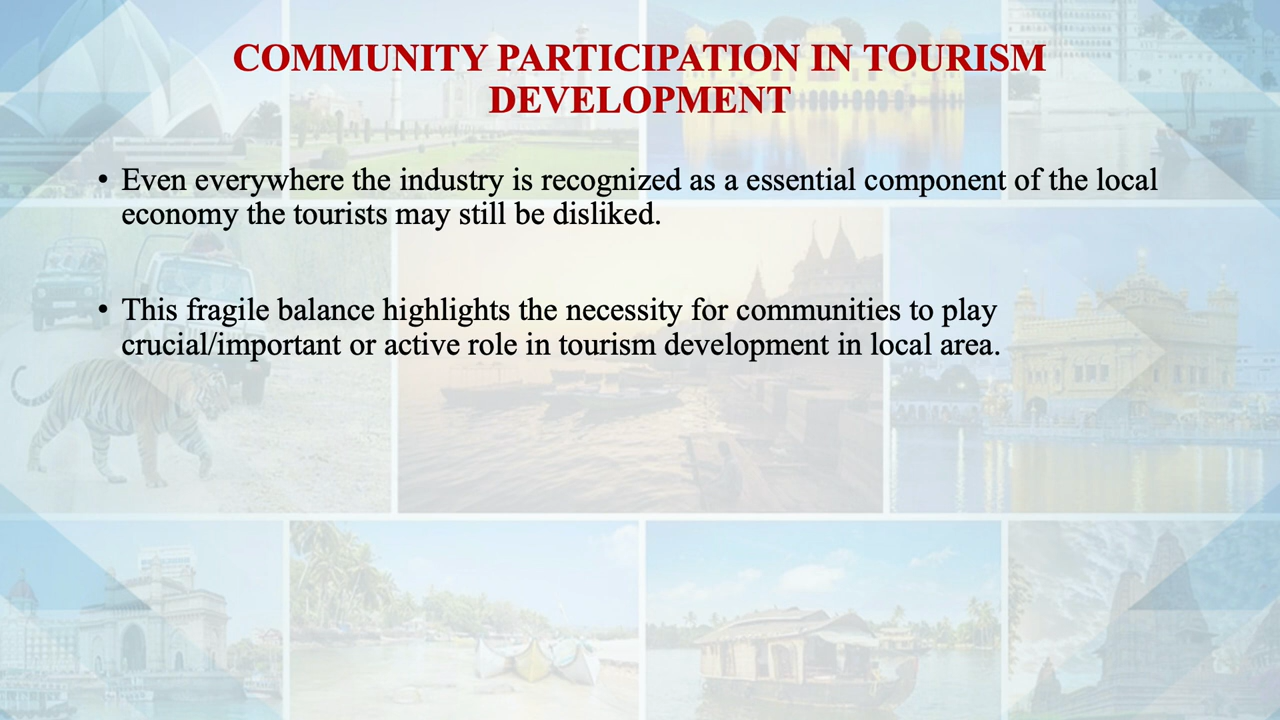 COMMUNITY PARTICIPATION IN TOURISM
DEVELOPMENT
• Even everywhere the industry is recognized as a essential component of the local
economy the tourists may still be disliked.
• This fragile balance highlights the necessity for communities to play
crucial/important or active role in tourism development in local area.